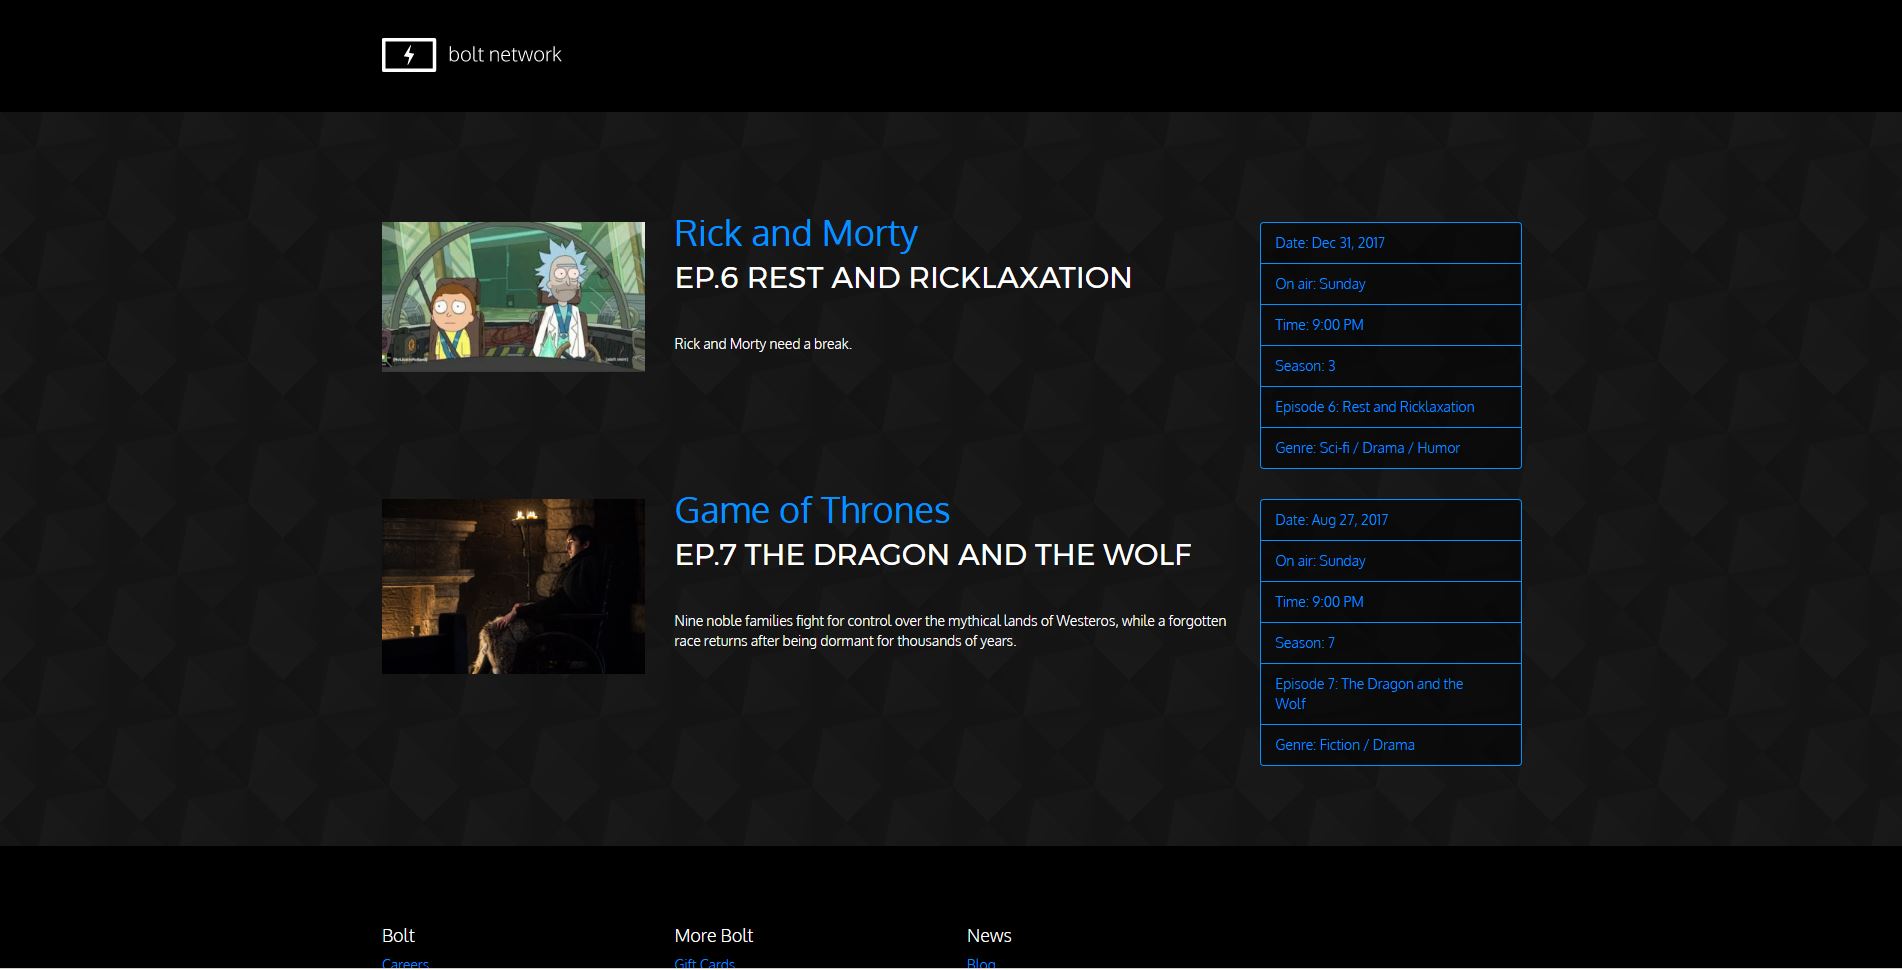 bolt network
Rick and Morty
EP.6 REST AND RICKLAXATION
Rick and Morty need a break.
Date: Dec 31, 2017
On air: Sunday
Time: 9:00 PM
Season: 3
Episode 6: Rest and Ricklaxation
Genre: Sci-fi / Drama / Humor
Game of Thrones
EP.7 THE DRAGON AND THE WOLF
Nine noble families fight for control over the mythical lands of Westeros, while a forgotten
race returns after being dormant for thousands of years.
Date: Aug 27, 2017
On air: Sunday
Time: 9:00 PM
Season: 7
Episode 7: The Dragon and the
Wolf
Genre: Fiction / Drama
Bolt
Careers
More Bolt
Gift Cards
News
Blog